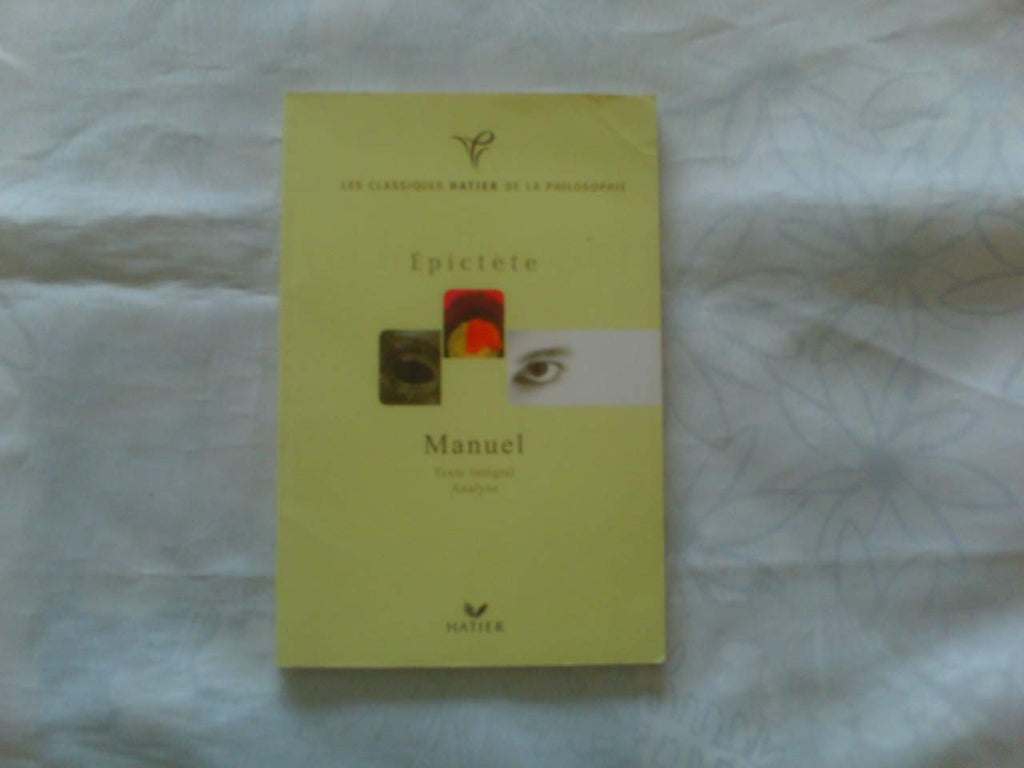 LES CLASSIQUES HATIER DE LA PHILOSOPHIE
Épictète
Manuel
Texte intégral
Analyse
HATIER